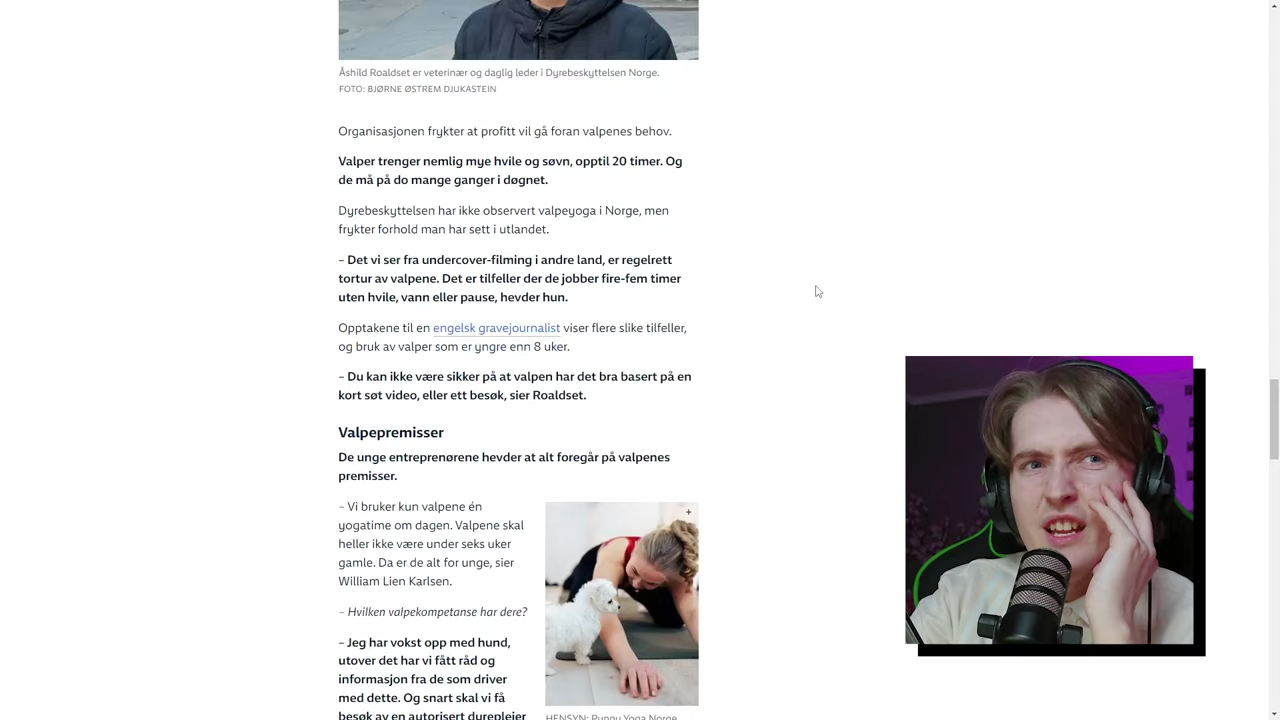 Åshild Roaldset er veterinær og daglig leder i Dyrebeskyttelsen Norge.
FOTO: BJØRNE ØSTREM DJUKASTEIN
Organisasjonen frykter at profitt vil gå foran valpenes behov.
Valper trenger nemlig mye hvile og søvn, opptil 20 timer. Og
de må på do mange ganger i døgnet.
Dyrebeskyttelsen har ikke observert valpeyoga i Norge, men
frykter forhold man har sett i utlandet.
– Det vi ser fra undercover-filming i andre land, er regelrett
tortur av valpene. Det er tilfeller der de jobber fire-fem timer
uten hvile, vann eller pause, hevder hun.
Opptakene til en engelsk gravejournalist viser flere slike tilfeller,
og bruk av valper som er yngre enn 8 uker.
– Du kan ikke være sikker på at valpen har det bra basert på en
kort søt video, eller ett besøk, sier Roaldset.
Valpepremisser
De unge entreprenørene hevder at alt foregår på valpenes
premisser.
– Vi bruker kun valpene én
yogatime om dagen. Valpene skal
heller ikke være under seks uker
gamle. Da er de alt for unge, sier
William Lien Karlsen.
– Hvilken valpekompetanse har dere?
– Jeg har vokst opp med hund,
utover det har vi fått råd og
informasjon fra de som driver
med dette. Og snart skal vi få
besøk av en autorisert dyrepleier
HENSYN: Puppy Yoga Norge